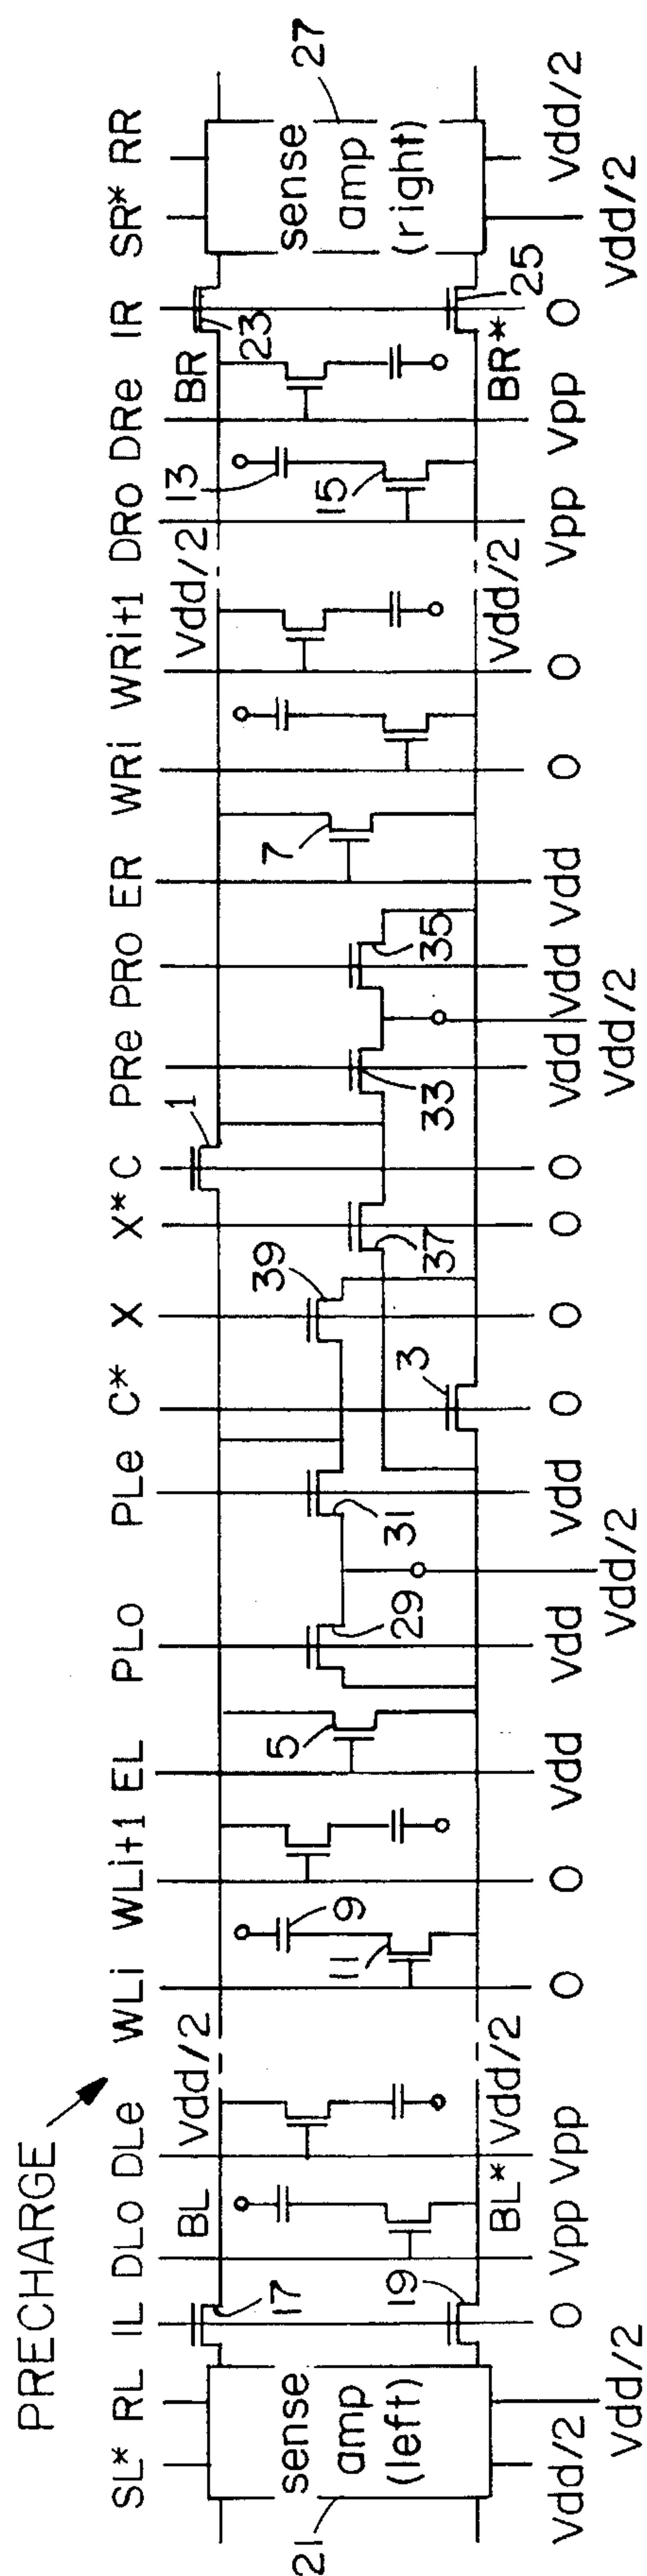 PRECHARGE
SL* RL IL DLo DLe WLi WLi+1 EL PLO PLe C* X X* C PRe PRO ER WRi WRi+1 DRO DRe IR SR* RR
BL Vdd/2 Vdd/2 BR
17 5 39 1 7 13 23
sense amp (left)
sense amp (right)
21 9 11 29 31 3 37 33 35 15 27
19 25
BL* Vdd/2 Vdd/2 BR*
Vdd/2 0 Vpp Vpp 0 0 Vdd Vdd Vdd 0 0 0 0 Vdd Vdd Vdd 0 0 Vpp Vpp 0 Vdd/2
Vdd/2 Vdd/2 Vdd/2 Vdd/2